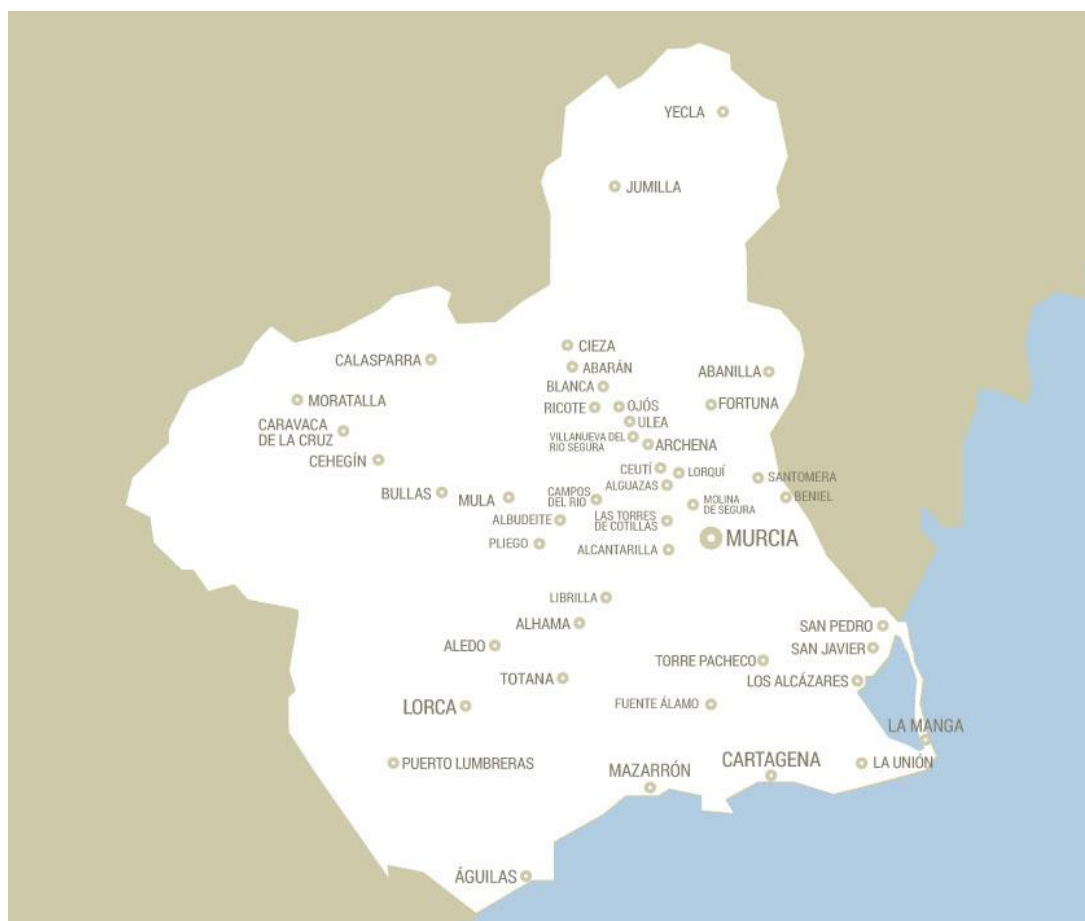 YECLA
JUMILLA
CIEZA
CALASPARRA
ABARÁN
ABANILLA
BLANCA
MORATALLA
RICOTE
OJÓS
FORTUNA
ULEA
CARAVACA
DE LA CRUZ
VILLANUEVA DEL
RIO SEGURA
ARCHENA
CEHEGÍN
CEUTÍ
LORQUÍ
SANTOMERA
ALGUAZAS
BULLAS
MULA
CAMPOS
DEL RIO
BENIEL
MOLINA
DE SEGURA
ALBUDEITE
LAS TORRES
DE COTILLAS
MURCIA
PLIEGO
ALCANTARILLA
LIBRILLA
ALHAMA
SAN PEDRO
ALEDO
SAN JAVIER
TORRE PACHECO
TOTANA
LOS ALCÁZARES
LORCA
FUENTE ÁLAMO
LA MANGA
PUERTO LUMBRERAS
CARTAGENA
LA UNIÓN
MAZARRÓN
ÁGUILAS